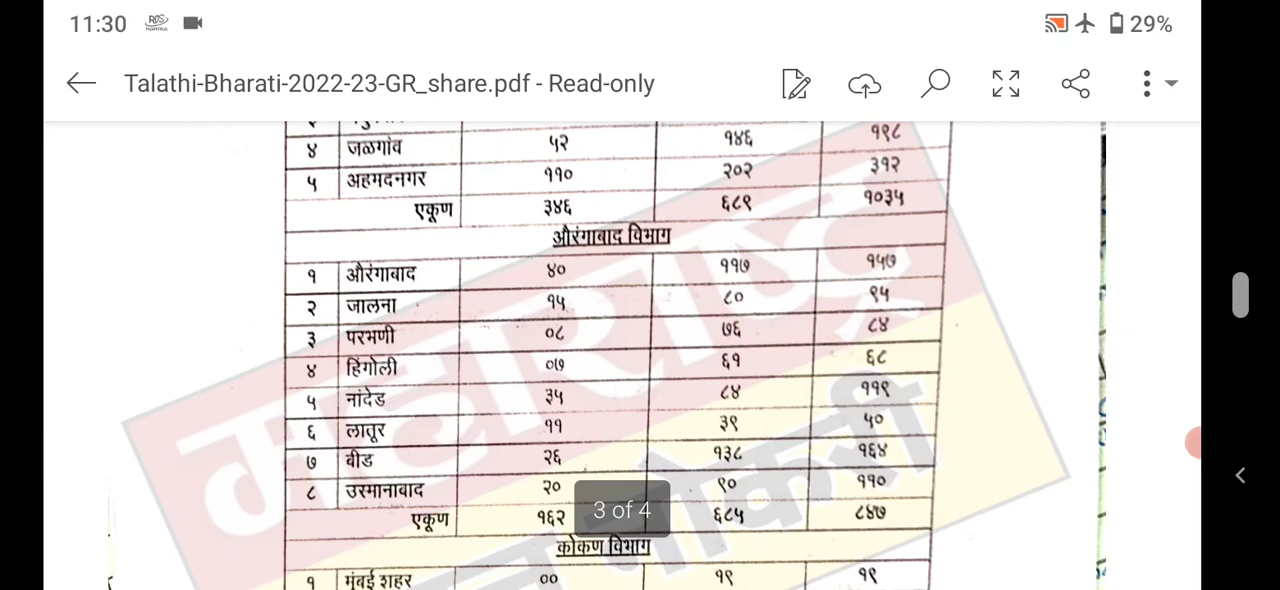 11:30
29%
Talathi-Bharati-2022-23-GR_share.pdf - Read-only
४ जळगांव ५२ १४६ १९८
५ अहमदनगर ११० २०२ ३१२
एकूण ३४६ ६८९ १०३५
औरंगाबाद विभाग
१ औरंगाबाद ४० ११७ १५७
२ जालना १५ ८० ९५
३ परभणी ०८ ७६ ८४
४ हिंगोली ०७ ६१ ६८
५ नांदेड ३५ ८४ ११९
६ लातूर ११ ३९ ५०
७ बीड २६ १३८ १६४
८ उस्मानाबाद २० ९० ११०
एकूण १६२ ६८५ ८४७
3 of 4
कोकण विभाग
१ मुंबई शहर ०० १९ १९
महाराष्ट्र
नोकरी